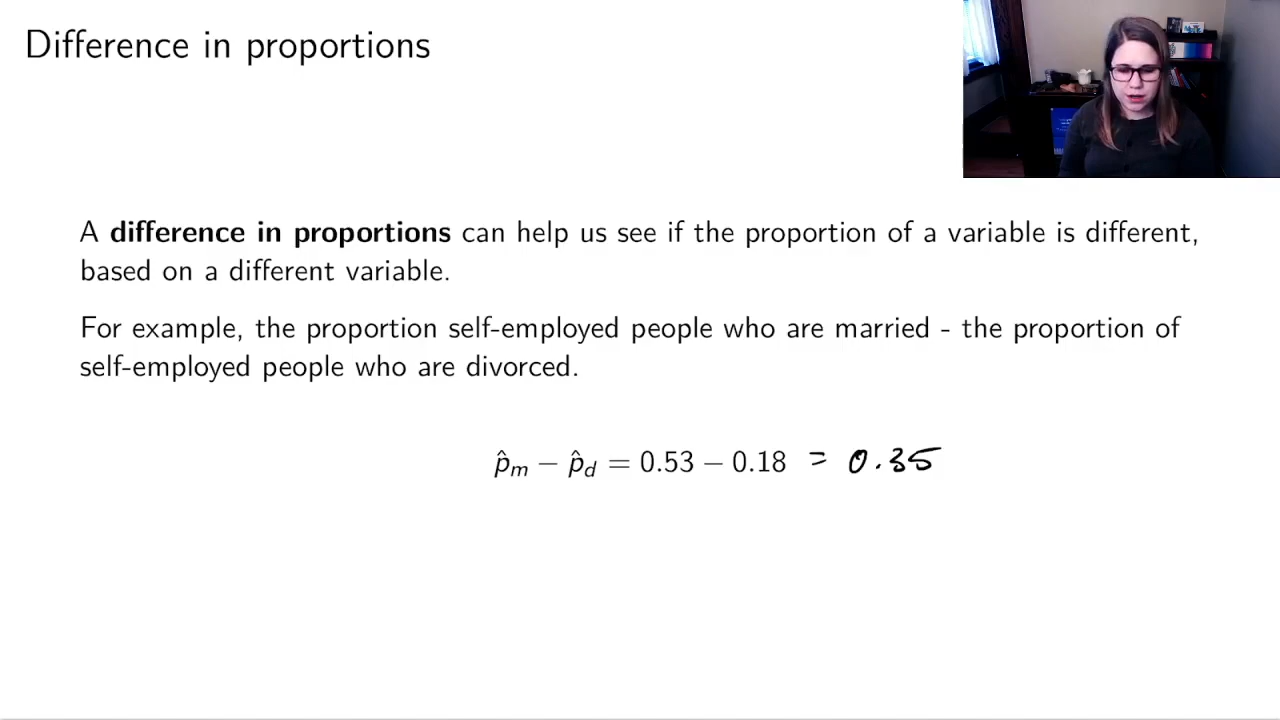 Difference in proportions
A difference in proportions can help us see if the proportion of a variable is different,
based on a different variable.
For example, the proportion self-employed people who are married - the proportion of
self-employed people who are divorced.
p̂ₘ − p̂_d = 0.53 − 0.18 = 0.35